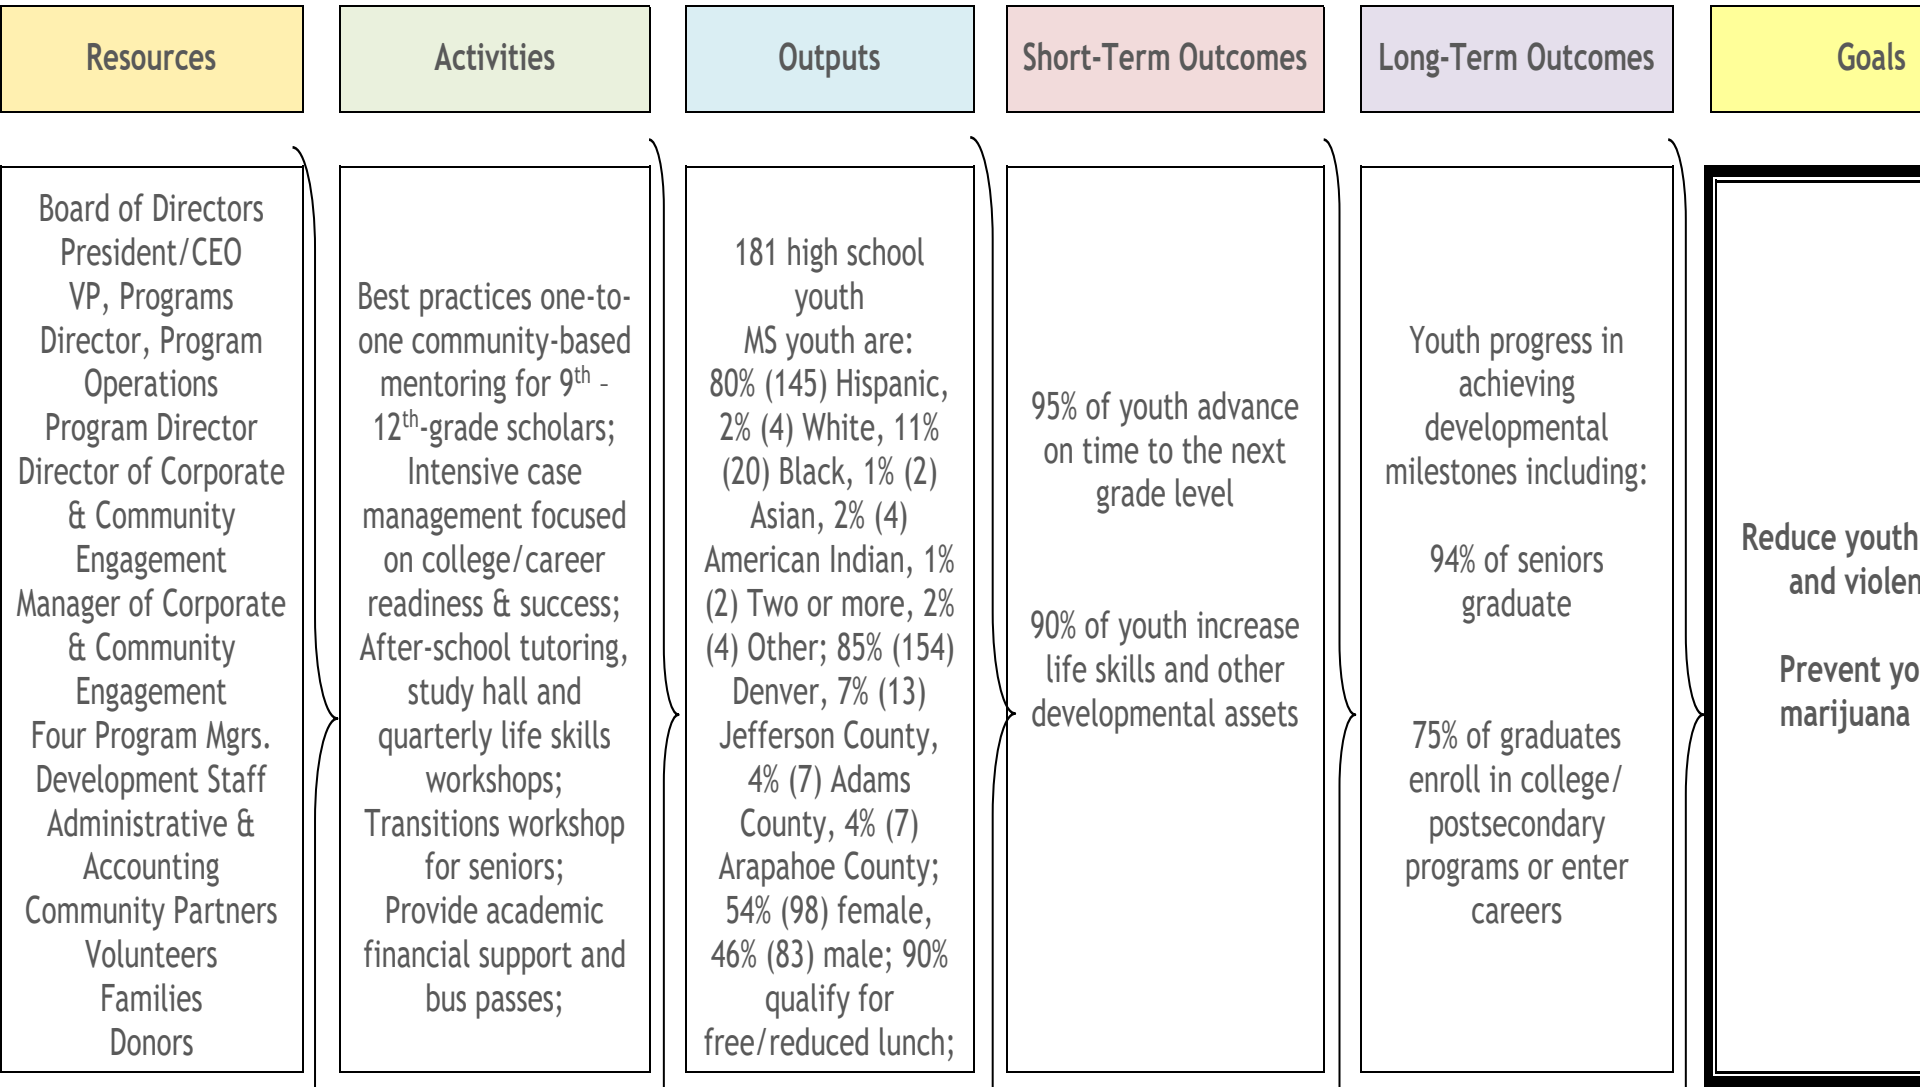 Resources
Activities
Outputs
Short-Term Outcomes
Long-Term Outcomes
Goals
Board of Directors
President/CEO
VP, Programs
Director, Program
Operations
Program Director
Director of Corporate
& Community
Engagement
Manager of Corporate
& Community
Engagement
Four Program Mgrs.
Development Staff
Administrative &
Accounting
Community Partners
Volunteers
Families
Donors
Best practices one-to-
one community-based
mentoring for 9th –
12th-grade scholars;
Intensive case
management focused
on college/career
readiness & success;
After-school tutoring,
study hall and
quarterly life skills
workshops;
Transitions workshop
for seniors;
Provide academic
financial support and
bus passes;
181 high school
youth
MS youth are:
80% (145) Hispanic,
2% (4) White, 11%
(20) Black, 1% (2)
Asian, 2% (4)
American Indian, 1%
(2) Two or more, 2%
(4) Other; 85% (154)
Denver, 7% (13)
Jefferson County,
4% (7) Adams
County, 4% (7)
Arapahoe County;
54% (98) female,
46% (83) male; 90%
qualify for
free/reduced lunch;
95% of youth advance
on time to the next
grade level
90% of youth increase
life skills and other
developmental assets
Youth progress in
achieving
developmental
milestones including:
94% of seniors
graduate
75% of graduates
enroll in college/
postsecondary
programs or enter
careers
Reduce youth
and
Prevent
marijuana